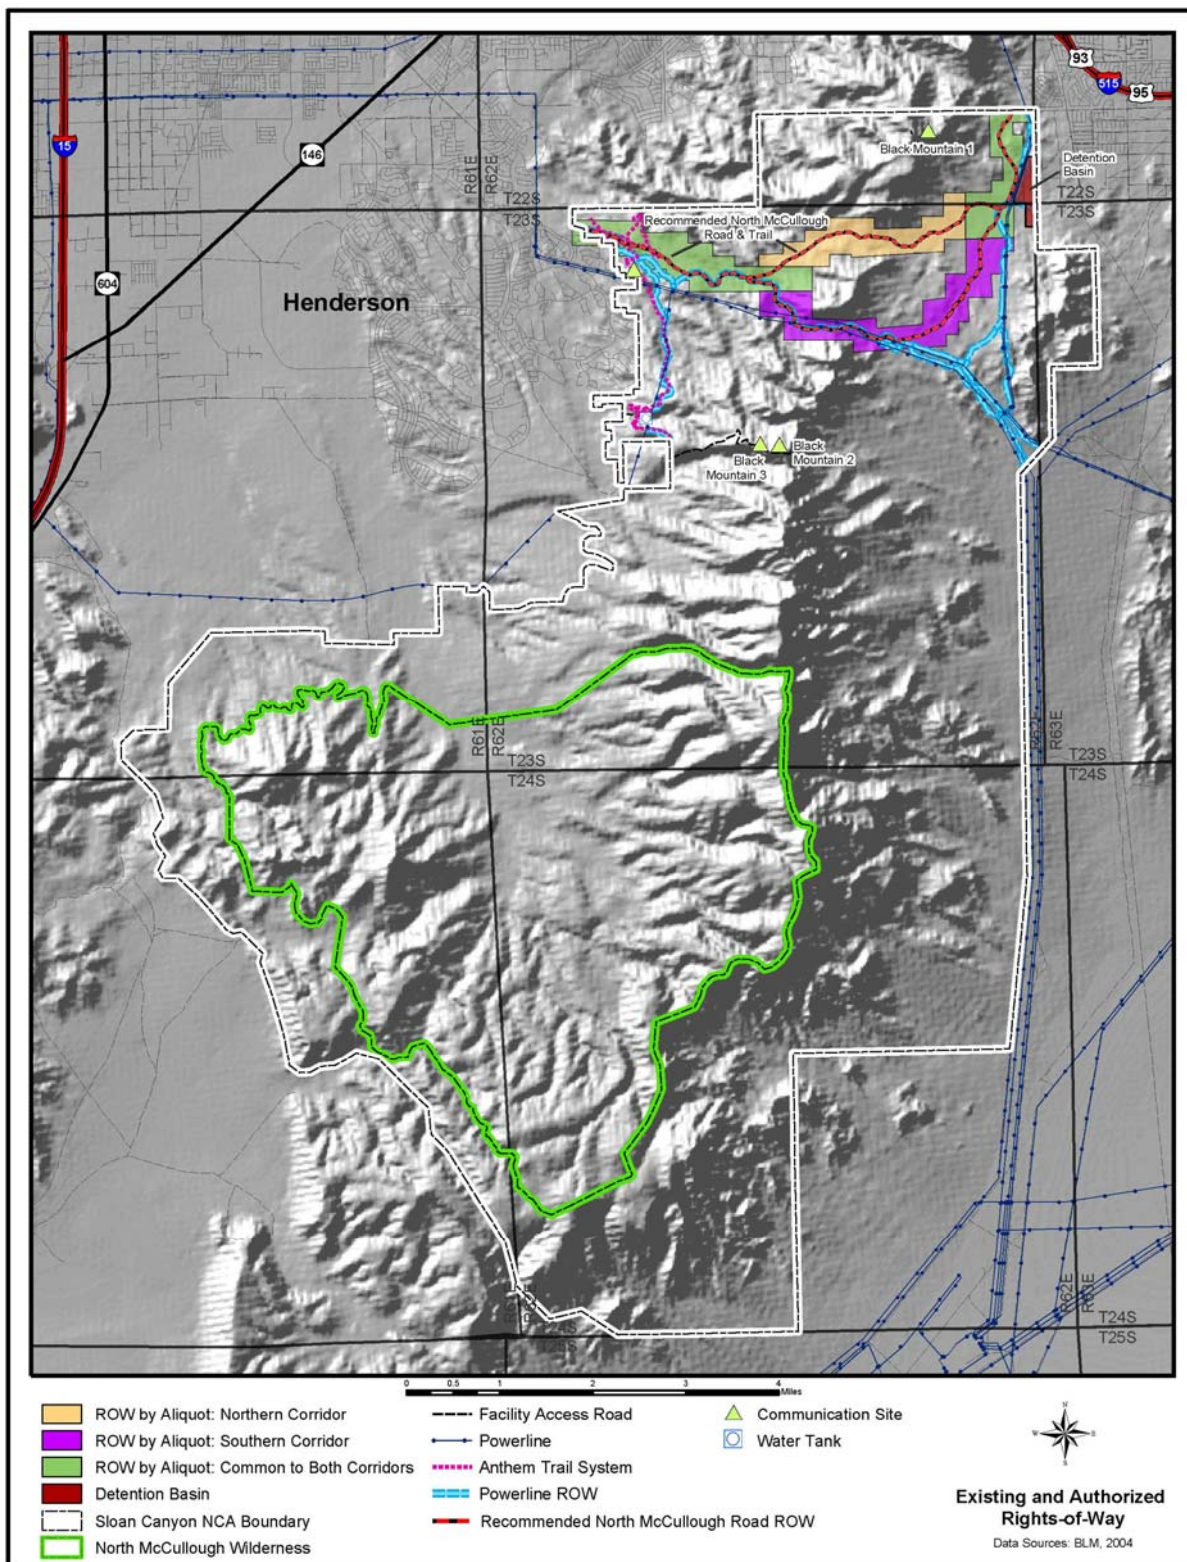 93
515
95
15
146
Black Mountain 1
Detention
Basin
R61E
R62E
T22S
T23S
T22S
T23S
Recommended North McCullough
Road & Trail
604
Henderson
Black
Mountain 2
Black
Mountain 3
R61E
R62E
R62E
R63E
T23S
T24S
T23S
T24S
R62E
R63E
T24S
T25S
T24S
T25S
0
0.5
1
2
3
4
Miles
ROW by Aliquot: Northern Corridor
ROW by Aliquot: Southern Corridor
ROW by Aliquot: Common to Both Corridors
Detention Basin
Sloan Canyon NCA Boundary
North McCullough Wilderness
Facility Access Road
Powerline
Anthem Trail System
Powerline ROW
Recommended North McCullough Road ROW
Communication Site
Water Tank
N
W
E
S
Existing and Authorized
Rights-of-Way
Data Sources: BLM, 2004